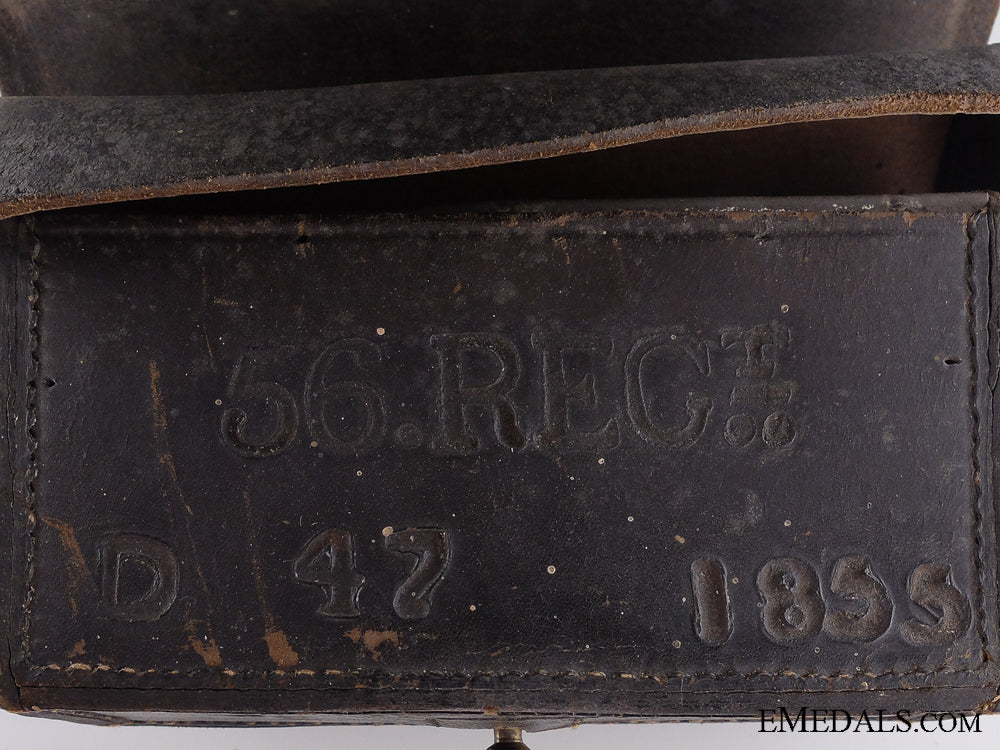 56.REGT.
D 47 1855
EMEDALS.COM